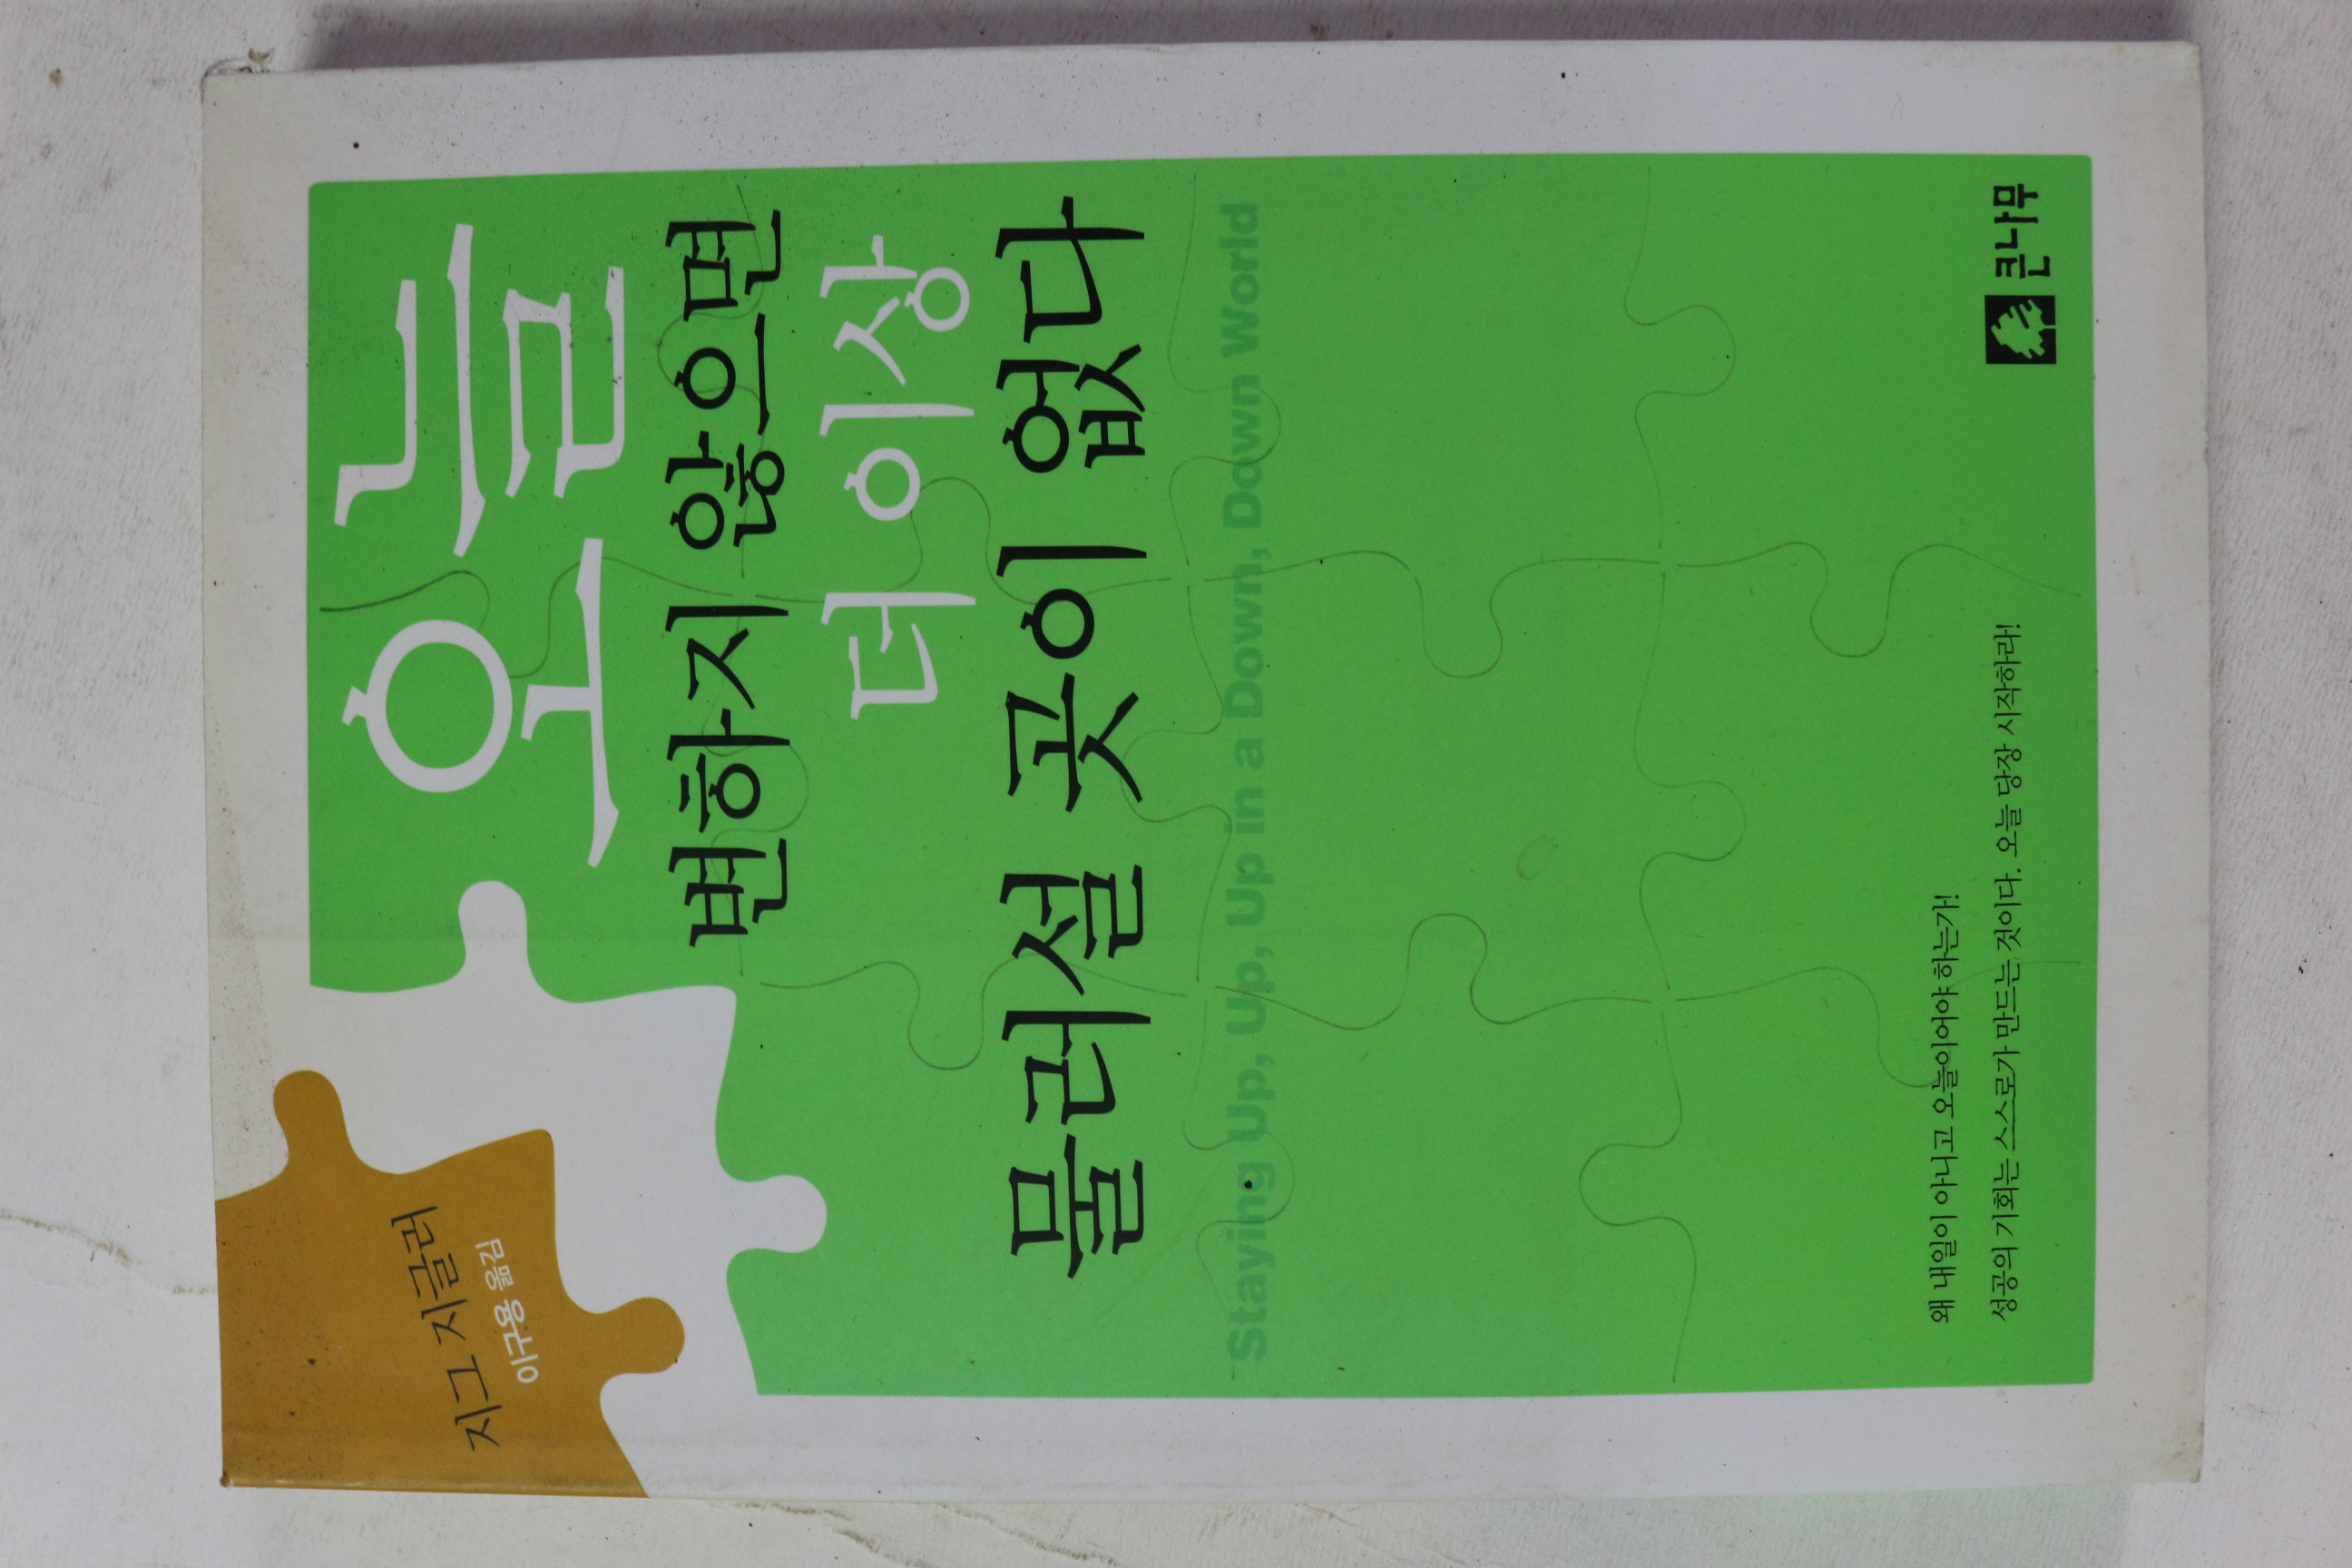 지그 지글러
이구용 옮김
오늘
변하지 않으면
더 이상
물러설 곳이 없다
Staying Up, Up, Up in a Down, Down World
왜 내일이 아니고 오늘이어야 하는가!
성공의 기회는 스스로가 만드는 것이다. 오늘 당장 시작하라!
큰나무